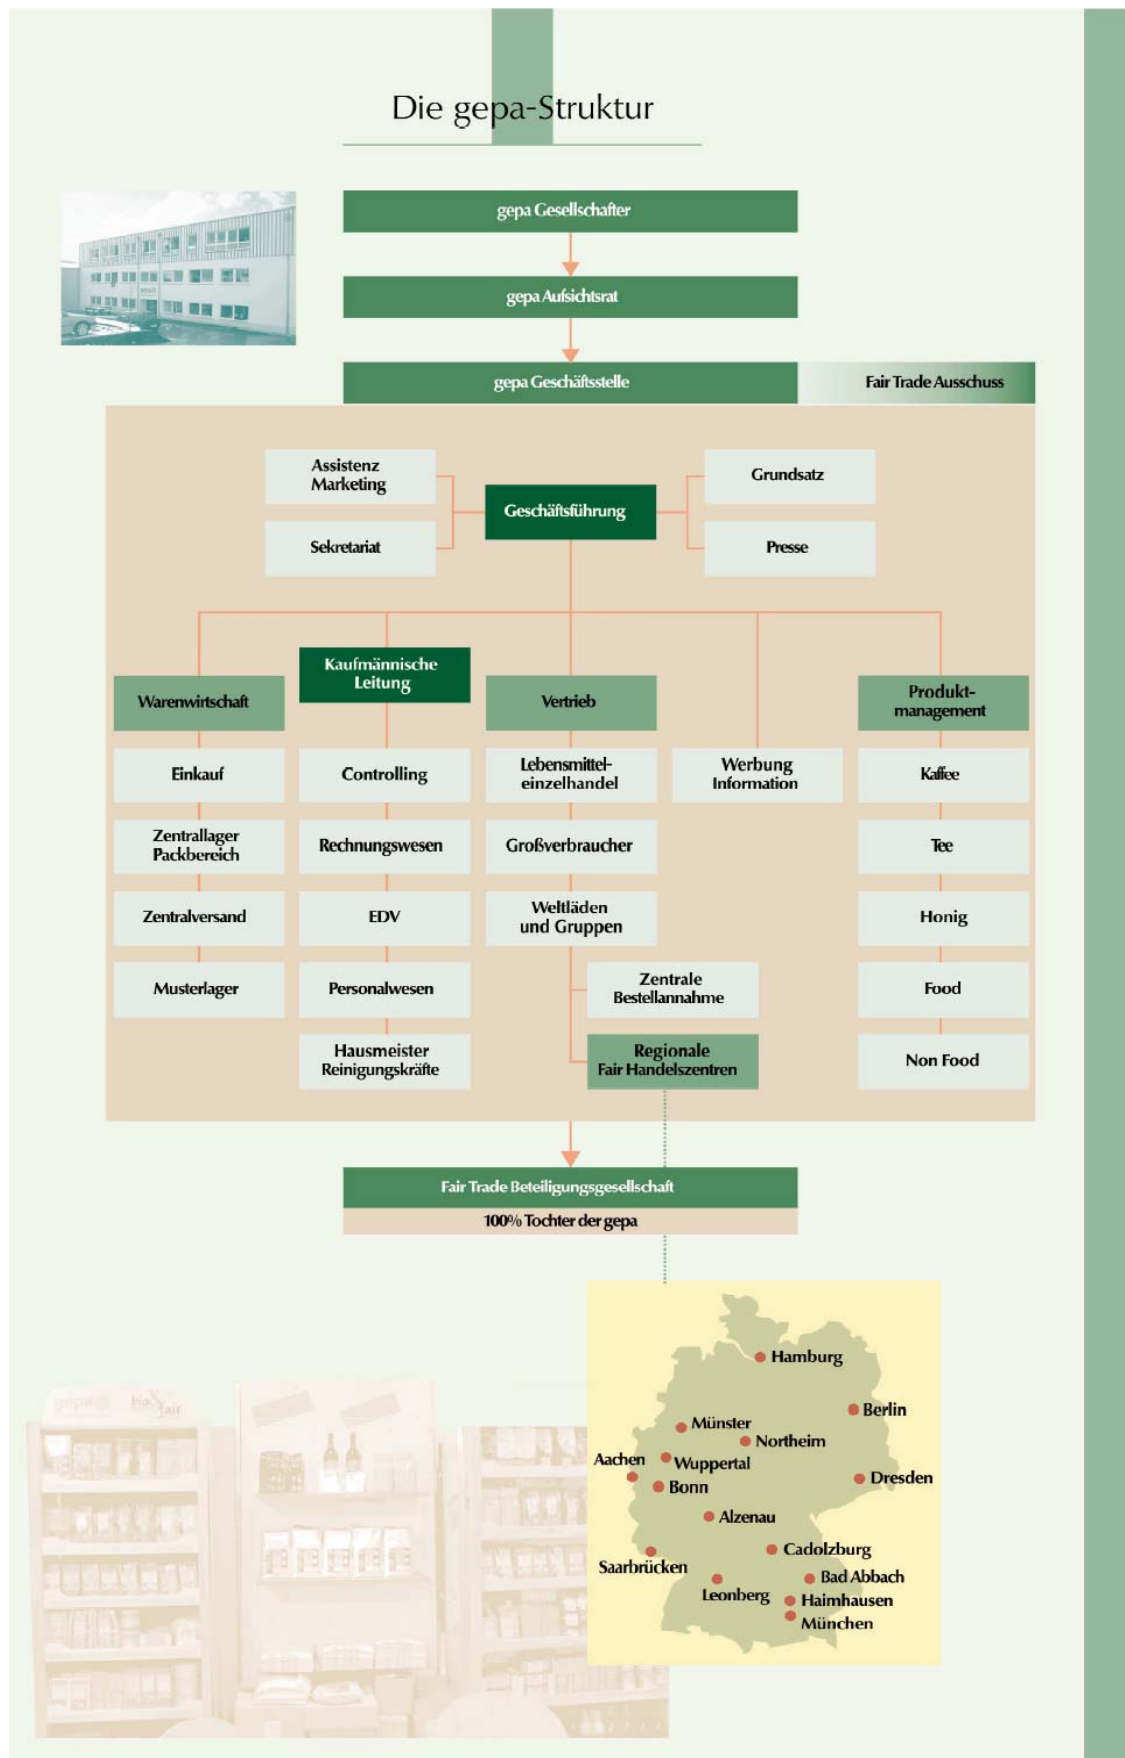 Die gepa-Struktur
gepa Gesellschafter
gepa Aufsichtsrat
gepa Geschäftsstelle
Fair Trade Ausschuss
Assistenz
Marketing
Sekretariat
Geschäftsführung
Grundsatz
Presse
Warenwirtschaft
Einkauf
Zentrallager
Packbereich
Zentralversand
Musterlager
Kaufmännische
Leitung
Controlling
Rechnungswesen
EDV
Personalwesen
Hausmeister
Reinigungskräfte
Vertrieb
Lebensmittel-
einzelhandel
Großverbraucher
Weltläden
und Gruppen
Zentrale
Bestellannahme
Regionale
Fair Handelszentren
Werbung
Information
Produkt-
management
Kaffee
Tee
Honig
Food
Non Food
Fair Trade Beteiligungsgesellschaft
100% Tochter der gepa
Hamburg
Berlin
Münster
Northeim
Aachen
Wuppertal
Dresden
Bonn
Alzenau
Cadolzburg
Saarbrücken
Bad Abbach
Leonberg
Haimhausen
München
gepa
bio
fair